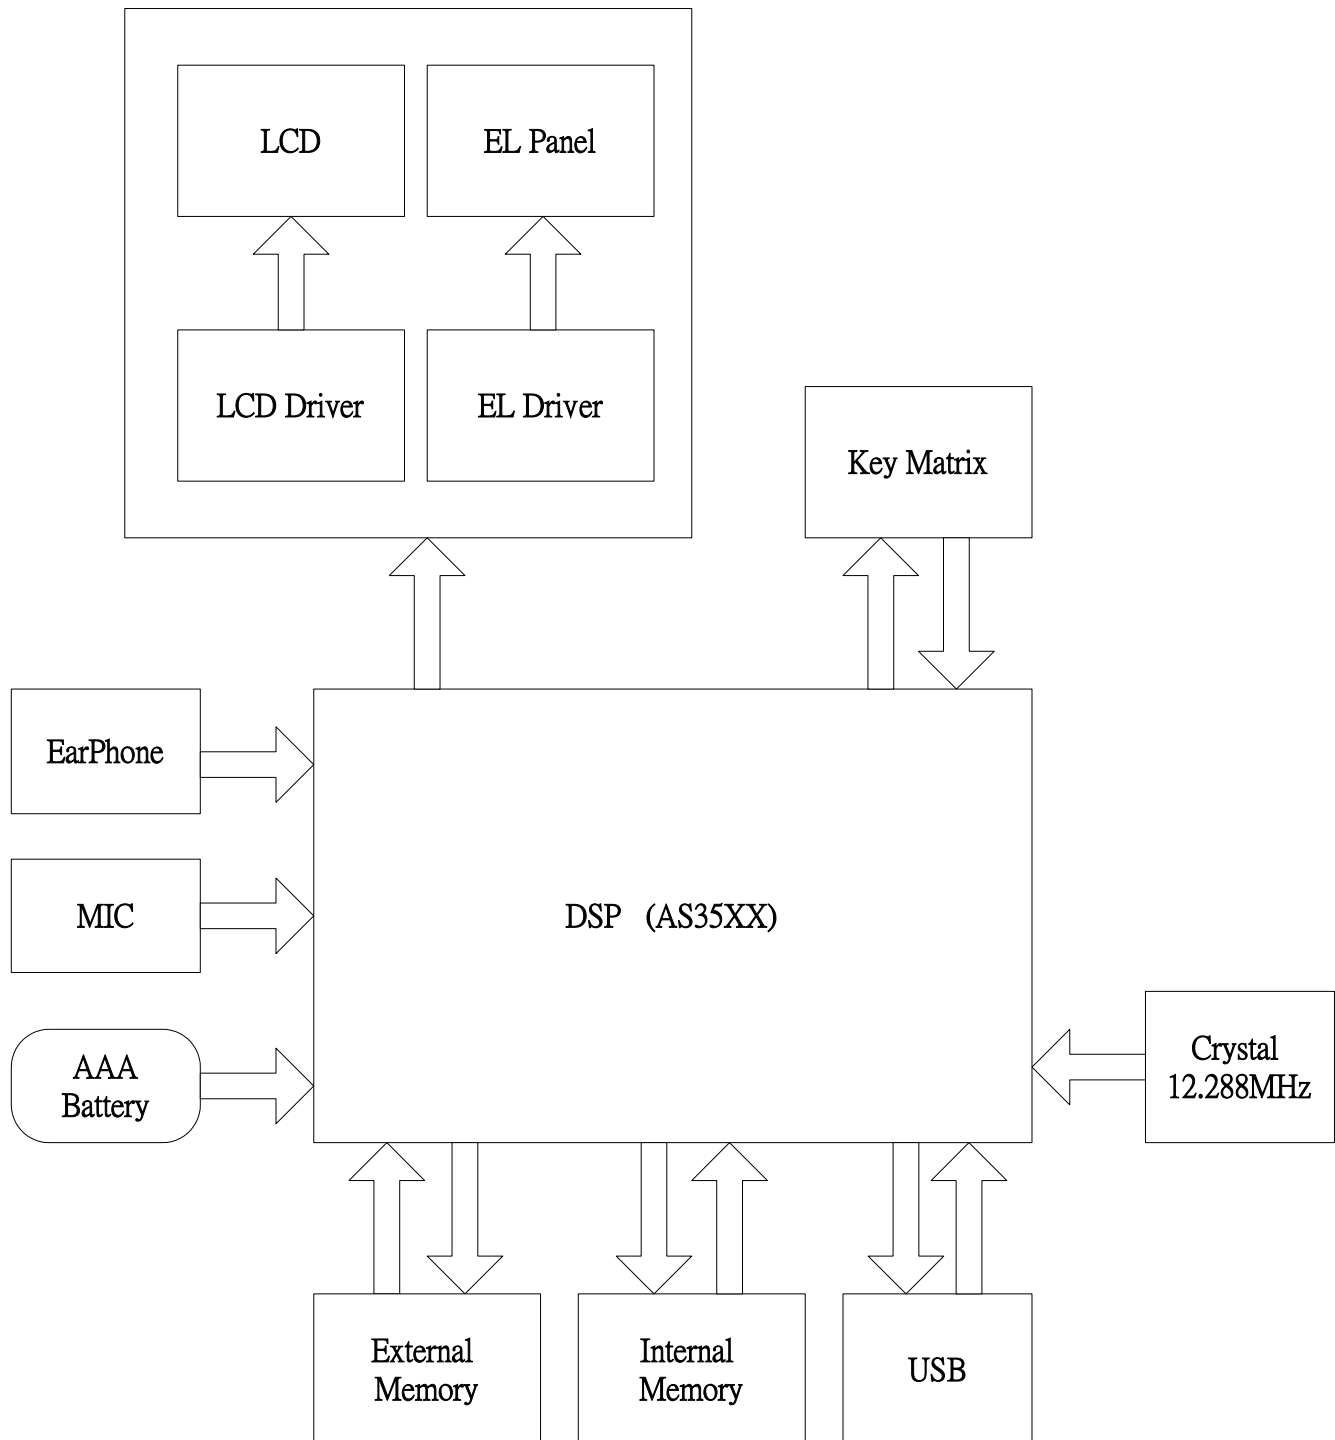 LCD
EL Panel
LCD Driver
EL Driver
Key Matrix
EarPhone
MIC
DSP (AS35XX)
AAA
Battery
Crystal
12.288MHz
External
Memory
Internal
Memory
USB